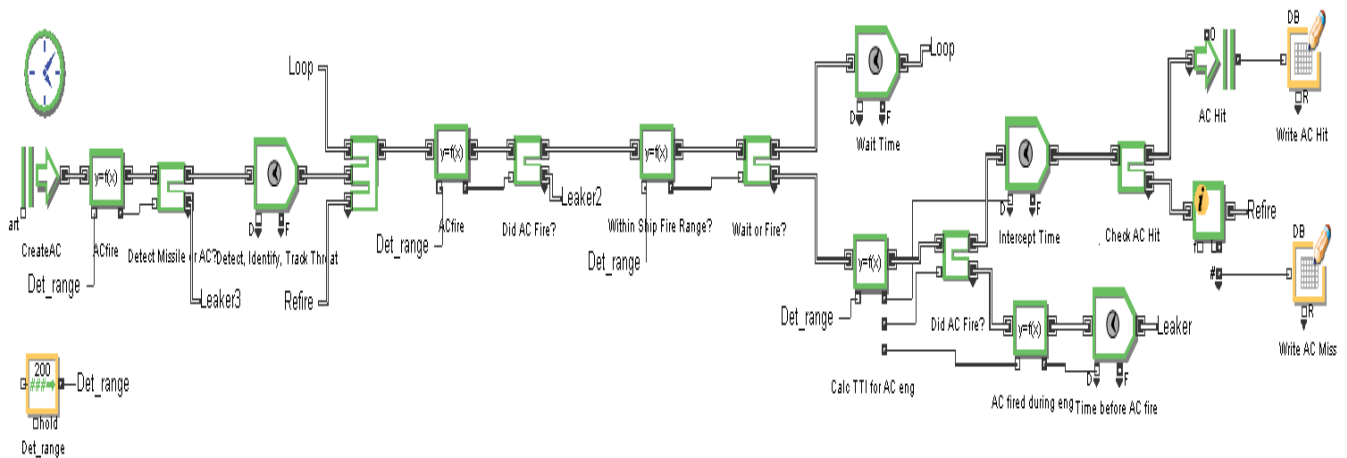 DB
O
R
AC Hit
Write AC Hit
Loop
Loop
D F
Wait Time
y=f(x)
y=f(x)
y=f(x)
art
CreateAC
ACfire
Detect Missile or AC?
D F
Detect, Identify, Track Threat
Det_range
Leaker3
Refire
Det_range
ACfire
Did AC Fire?
Leaker2
Within Ship Fire Range?
Det_range
Wait or Fire?
D F
Intercept Time
Check AC Hit
i
Refire
DB
#
R
Write AC Miss
y=f(x)
Det_range
Did AC Fire?
Calc TTI for AC eng
y=f(x)
AC fired during eng
D F
Time before AC fire
Leaker
200
###
Det_range
hold
Det_range